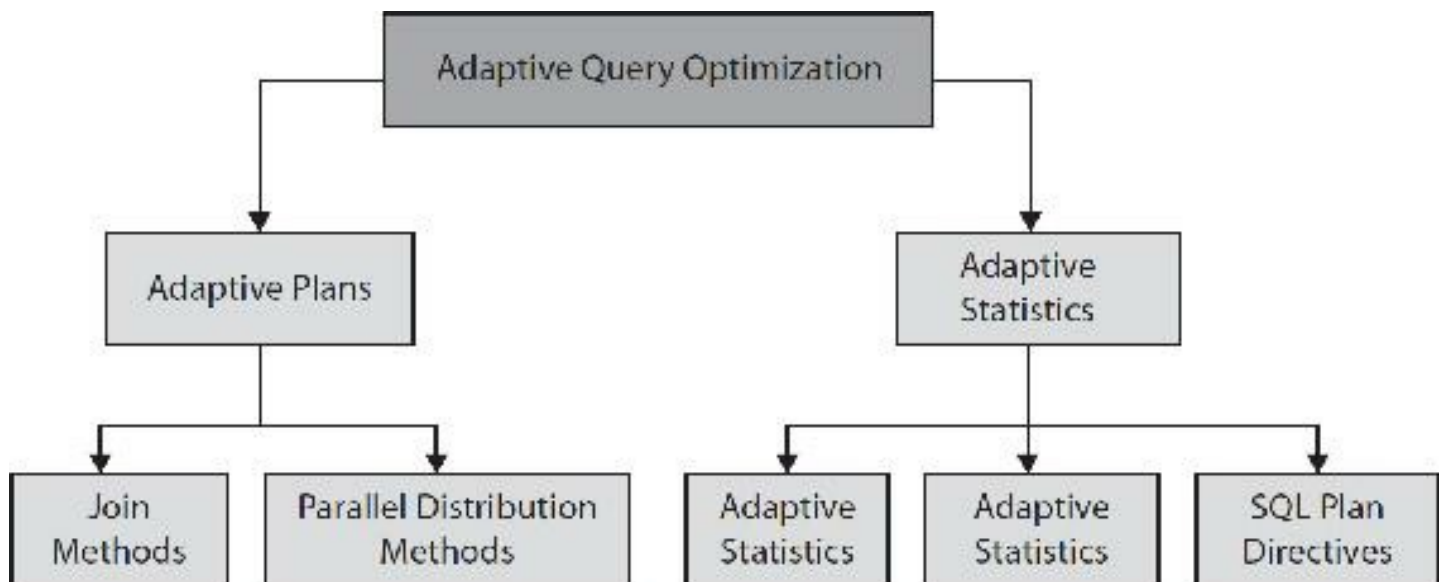 Adaptive Query Optimization
Adaptive Plans
Adaptive
Statistics
Join
Methods
Parallel Distribution
Methods
Adaptive
Statistics
Adaptive
Statistics
SQL Plan
Directives